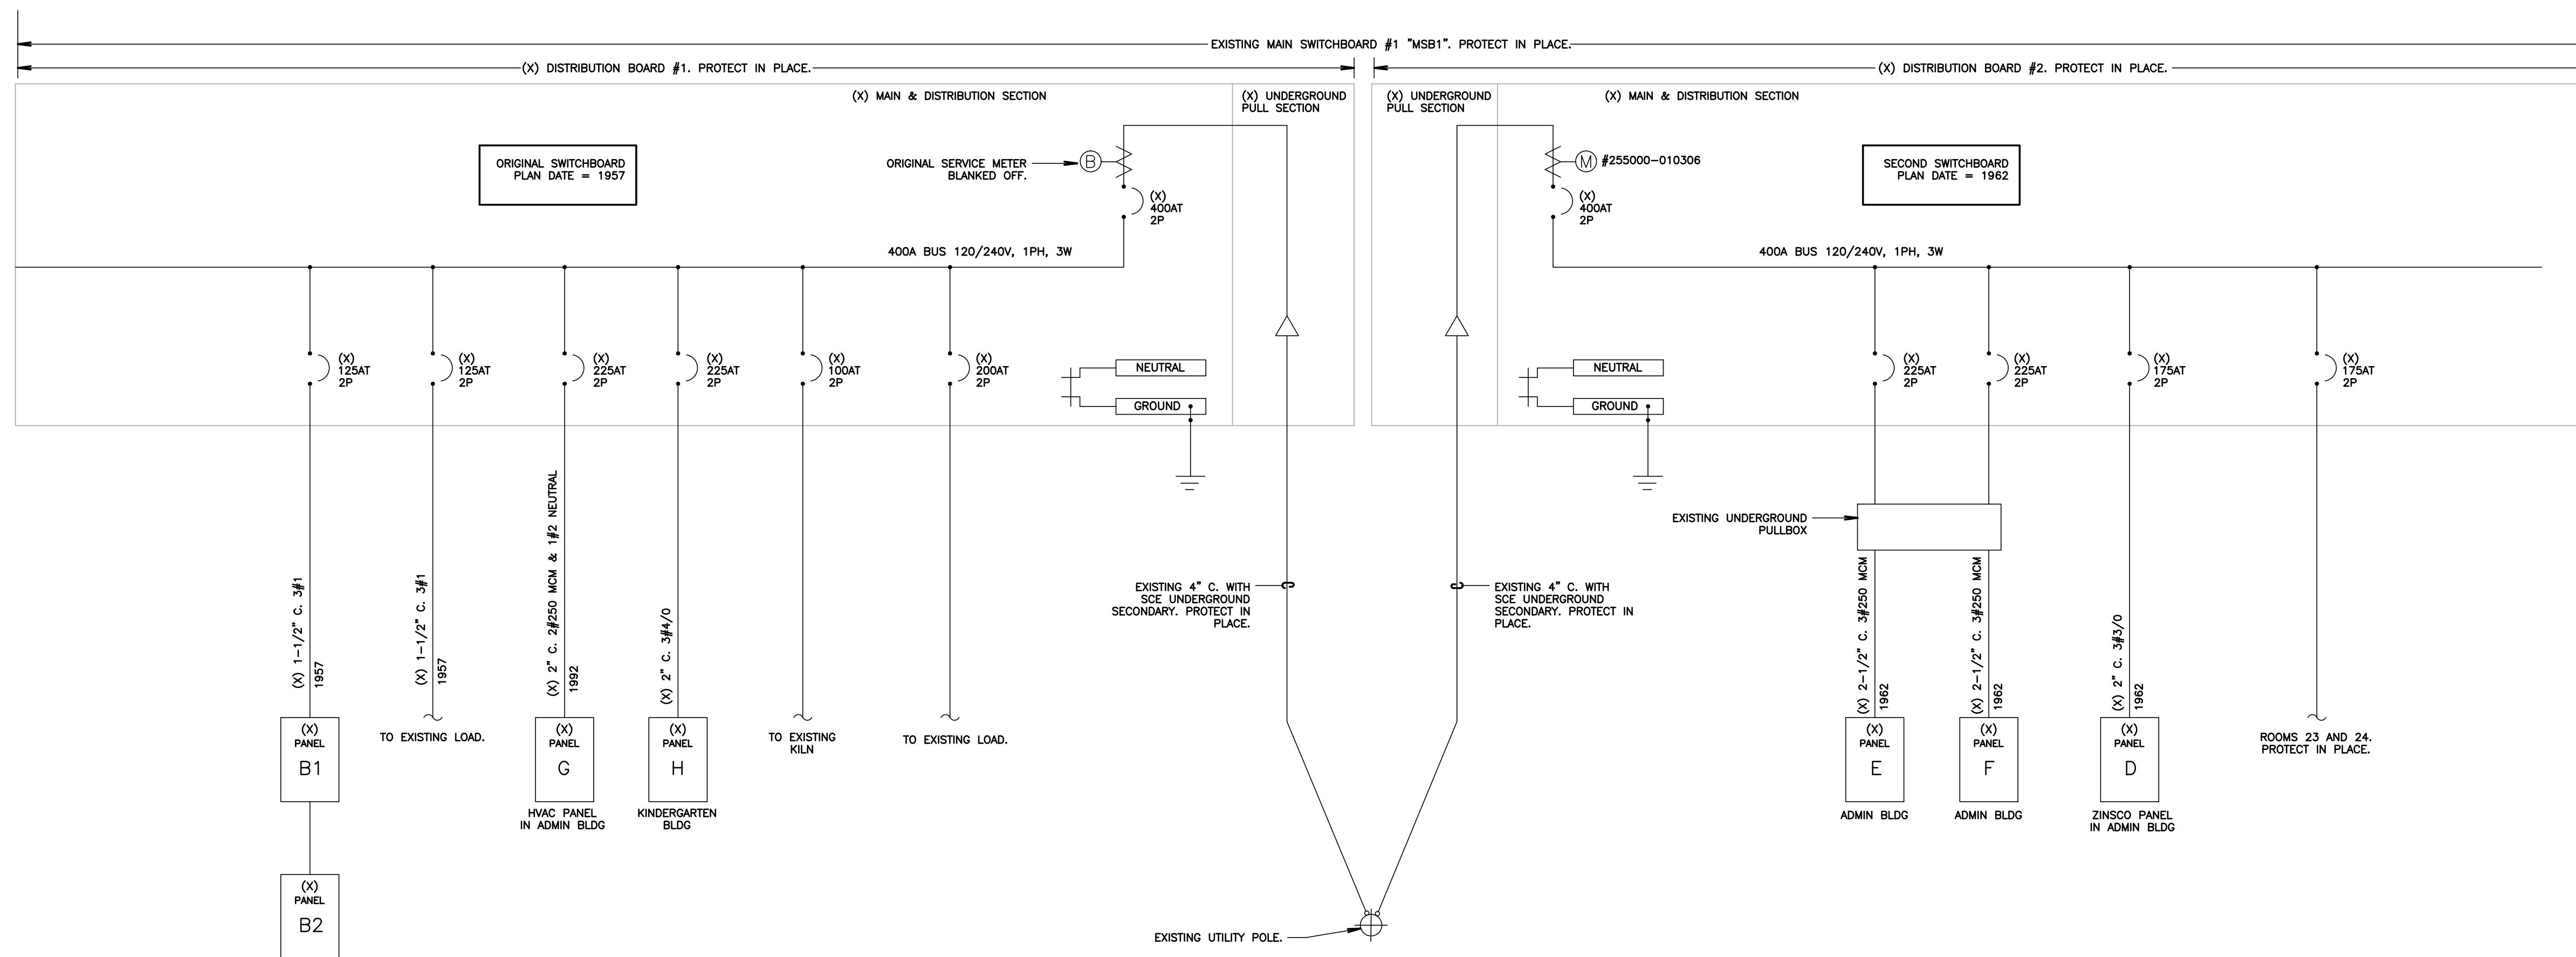 EXISTING MAIN SWITCHBOARD #1 "MSB1". PROTECT IN PLACE.
(X) DISTRIBUTION BOARD #1. PROTECT IN PLACE.
(X) DISTRIBUTION BOARD #2. PROTECT IN PLACE.
(X) MAIN & DISTRIBUTION SECTION
(X) UNDERGROUND
PULL SECTION
(X) UNDERGROUND
PULL SECTION
(X) MAIN & DISTRIBUTION SECTION
ORIGINAL SWITCHBOARD
PLAN DATE = 1957
ORIGINAL SERVICE METER
BLANKED OFF.
B
(X)
400AT
2P
M
#255000-010306
(X)
400AT
2P
SECOND SWITCHBOARD
PLAN DATE = 1962
400A BUS 120/240V, 1PH, 3W
400A BUS 120/240V, 1PH, 3W
(X)
125AT
2P
(X)
125AT
2P
(X)
225AT
2P
(X)
225AT
2P
(X)
100AT
2P
(X)
200AT
2P
NEUTRAL
GROUND
NEUTRAL
GROUND
(X)
225AT
2P
(X)
225AT
2P
(X)
175AT
2P
(X)
175AT
2P
EXISTING UNDERGROUND
PULLBOX
(X) 1-1/2" C. 3#1
1957
(X) 1-1/2" C. 3#1
1957
(X) 2" C. 2#250 MCM & 1#2 NEUTRAL
1992
(X) 2" C. 3#4/0
EXISTING 4" C. WITH
SCE UNDERGROUND
SECONDARY. PROTECT IN
PLACE.
EXISTING 4" C. WITH
SCE UNDERGROUND
SECONDARY. PROTECT IN
PLACE.
(X) 2-1/2" C. 3#250 MCM
1962
(X) 2-1/2" C. 3#250 MCM
1962
(X) 2" C. 3#3/0
1962
(X)
PANEL
B1
TO EXISTING LOAD.
(X)
PANEL
G
HVAC PANEL
IN ADMIN BLDG
(X)
PANEL
H
KINDERGARTEN
BLDG
TO EXISTING
KILN
TO EXISTING LOAD.
(X)
PANEL
E
ADMIN BLDG
(X)
PANEL
F
ADMIN BLDG
(X)
PANEL
D
ZINSCO PANEL
IN ADMIN BLDG
ROOMS 23 AND 24.
PROTECT IN PLACE.
(X)
PANEL
B2
EXISTING UTILITY POLE.